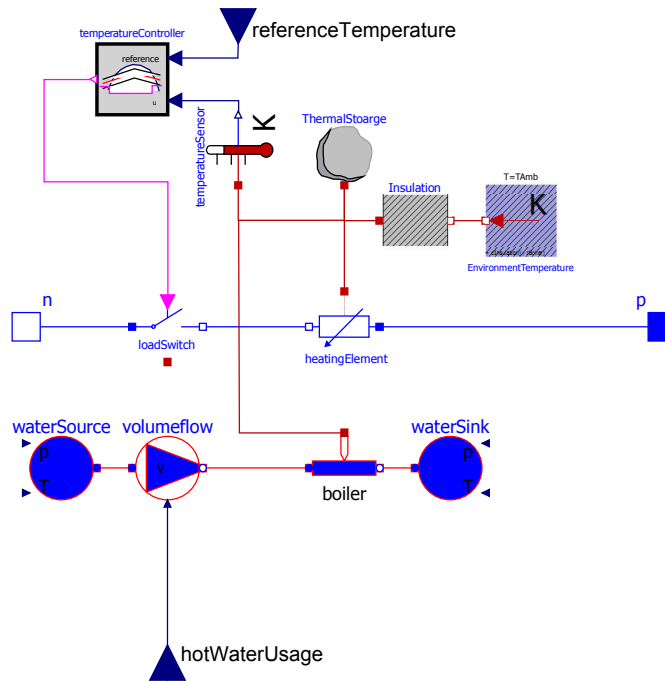 temperatureController
referenceTemperature
reference
u
K
ThermalStoarge
temperatureSensor
T=TAmb
Insulation
K
EnvironmentTemperature
n
p
loadSwitch
heatingElement
waterSource
volumeflow
waterSink
p
v
p
T
T
boiler
hotWaterUsage